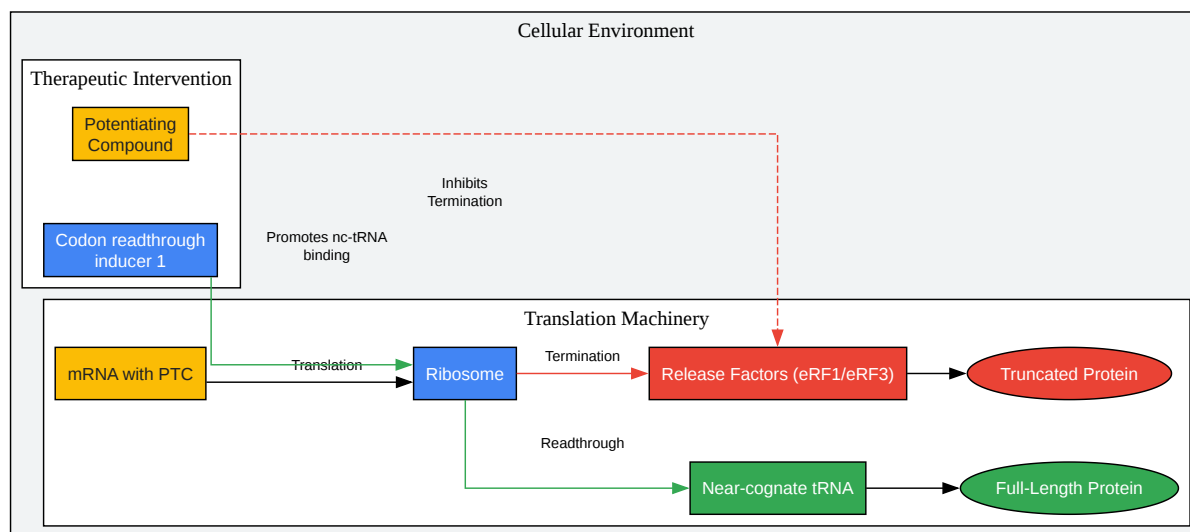 Cellular Environment
Therapeutic Intervention
Potentiating
Compound
Inhibits
Termination
Codon readthrough
inducer 1
Promotes nc-tRNA
binding
Translation Machinery
mRNA with PTC
Translation
Ribosome
Termination
Release Factors (eRF1/eRF3)
Truncated Protein
Readthrough
Near-cognate tRNA
Full-Length Protein